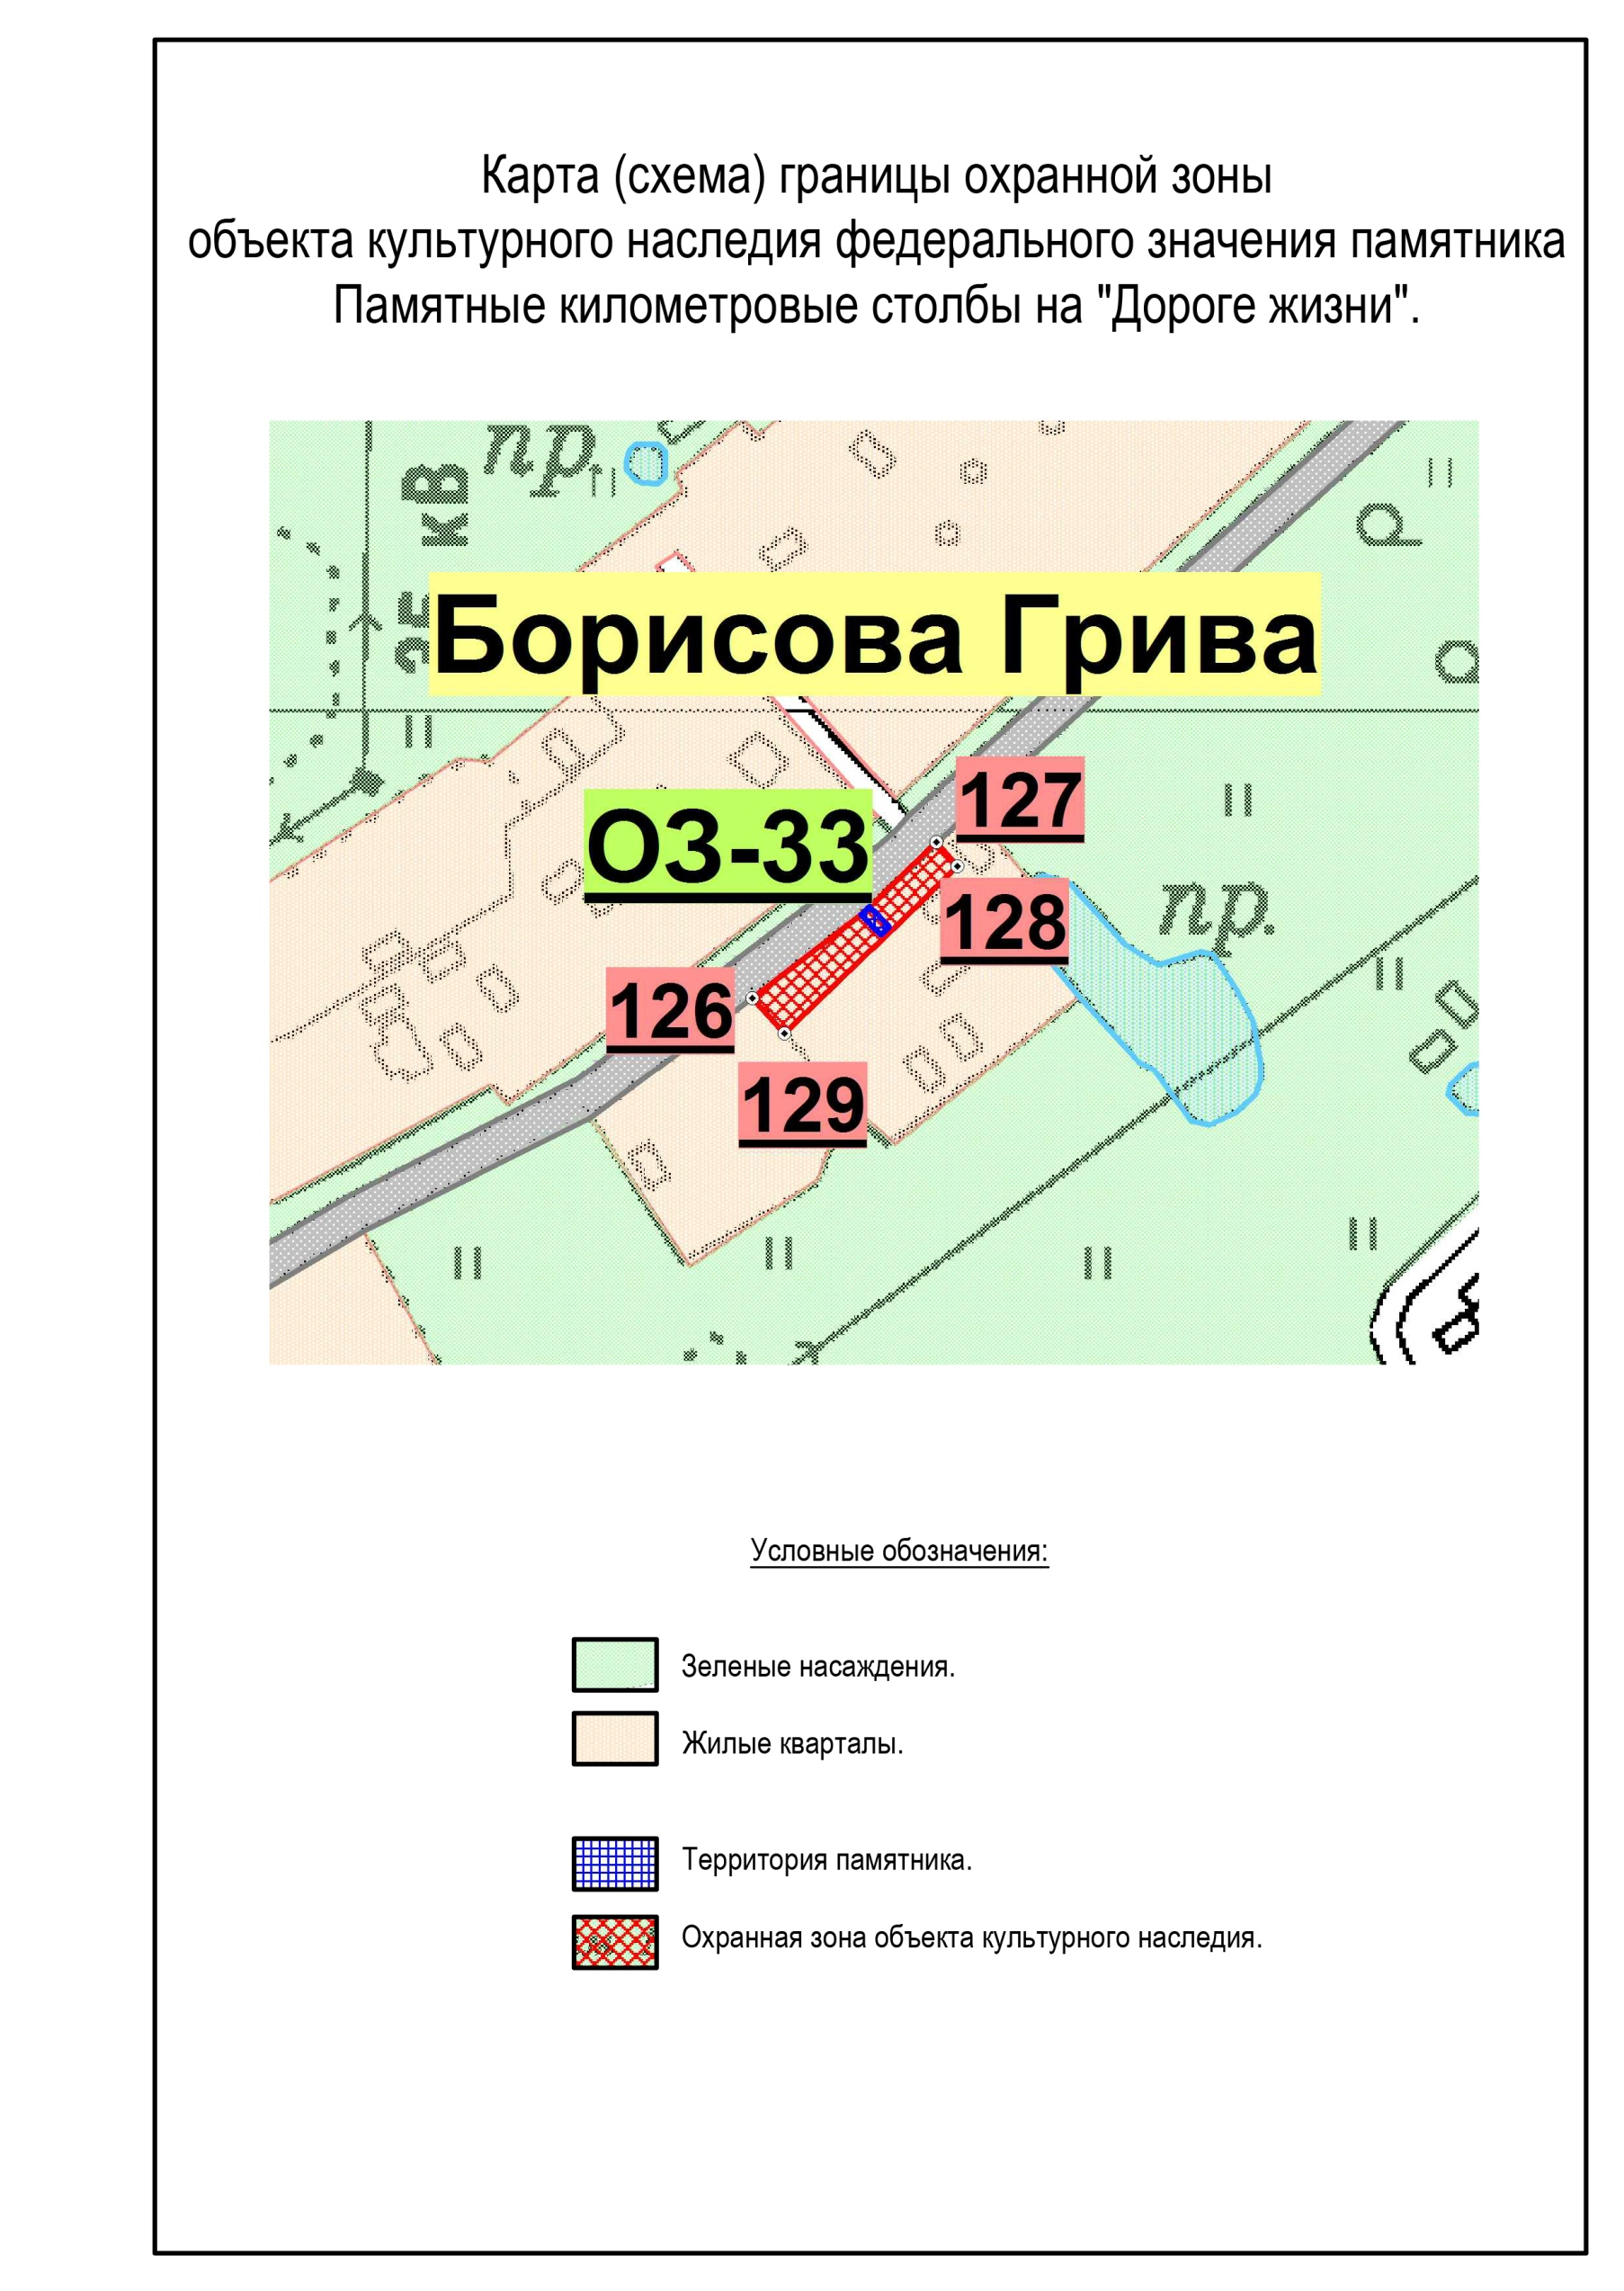 Карта (схема) границы охранной зоны
объекта культурного наследия федерального значения памятника
Памятные километровые столбы на "Дороге жизни".
пр.
кв
Борисова Грива
127
ОЗ-33
128
пр.
126
129
Условные обозначения:
Зеленые насаждения.
Жилые кварталы.
Территория памятника.
Охранная зона объекта культурного наследия.